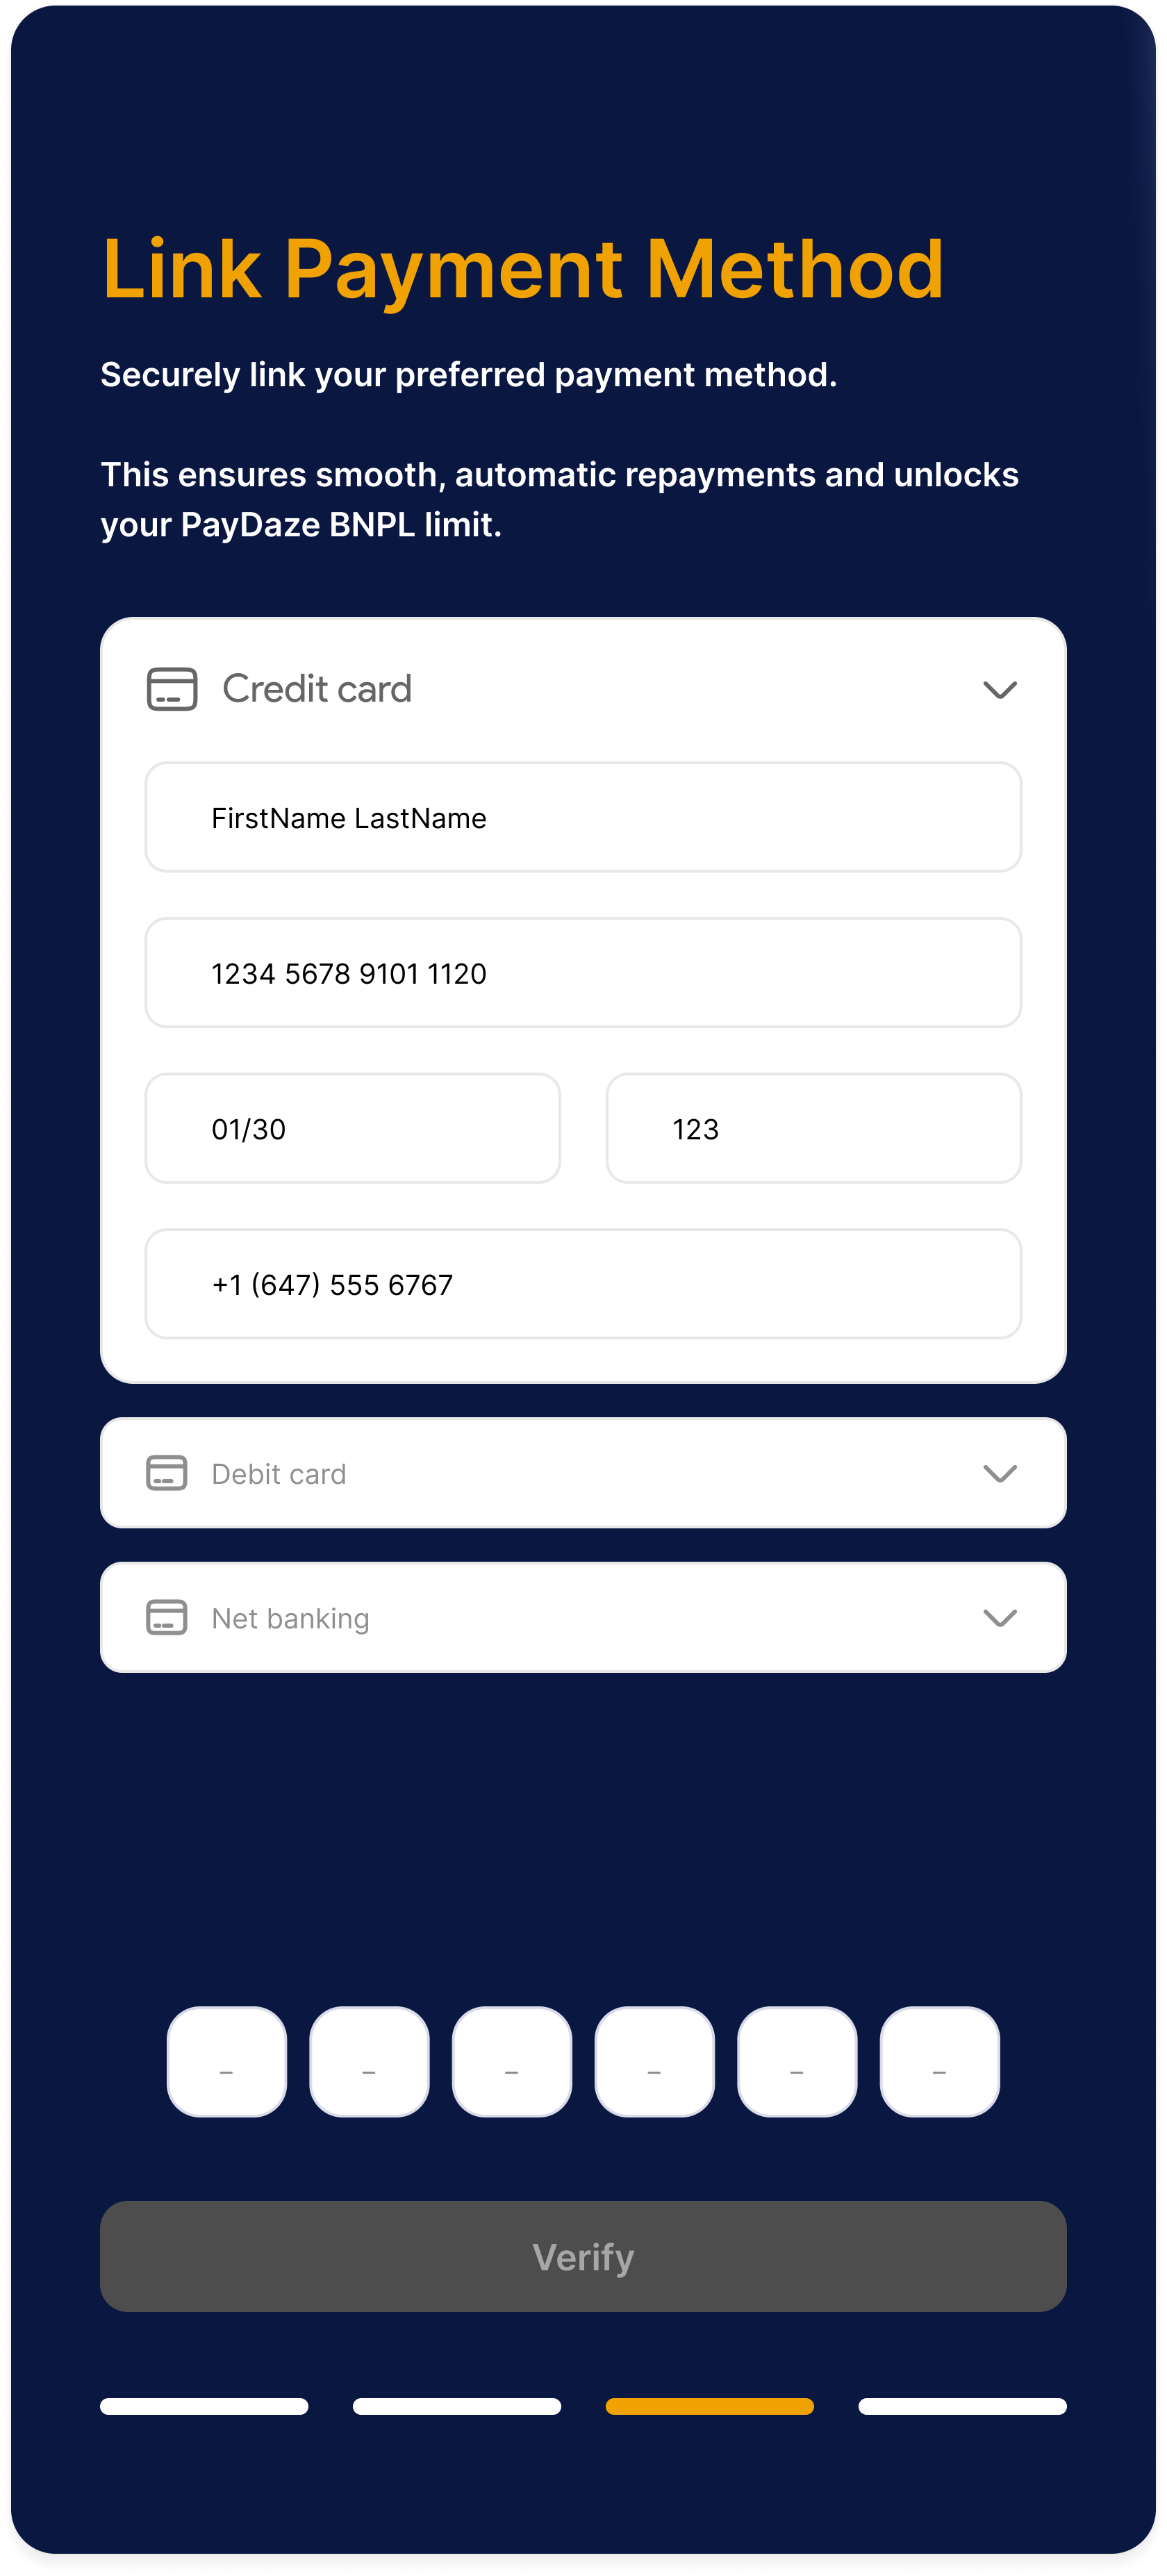 Link Payment Method
Securely link your preferred payment method.
This ensures smooth, automatic repayments and unlocks
your PayDaze BNPL limit.
Credit card
FirstName LastName
1234 5678 9101 1120
01/30
123
+1 (647) 555 6767
Debit card
Net banking
– – – – – –
Verify